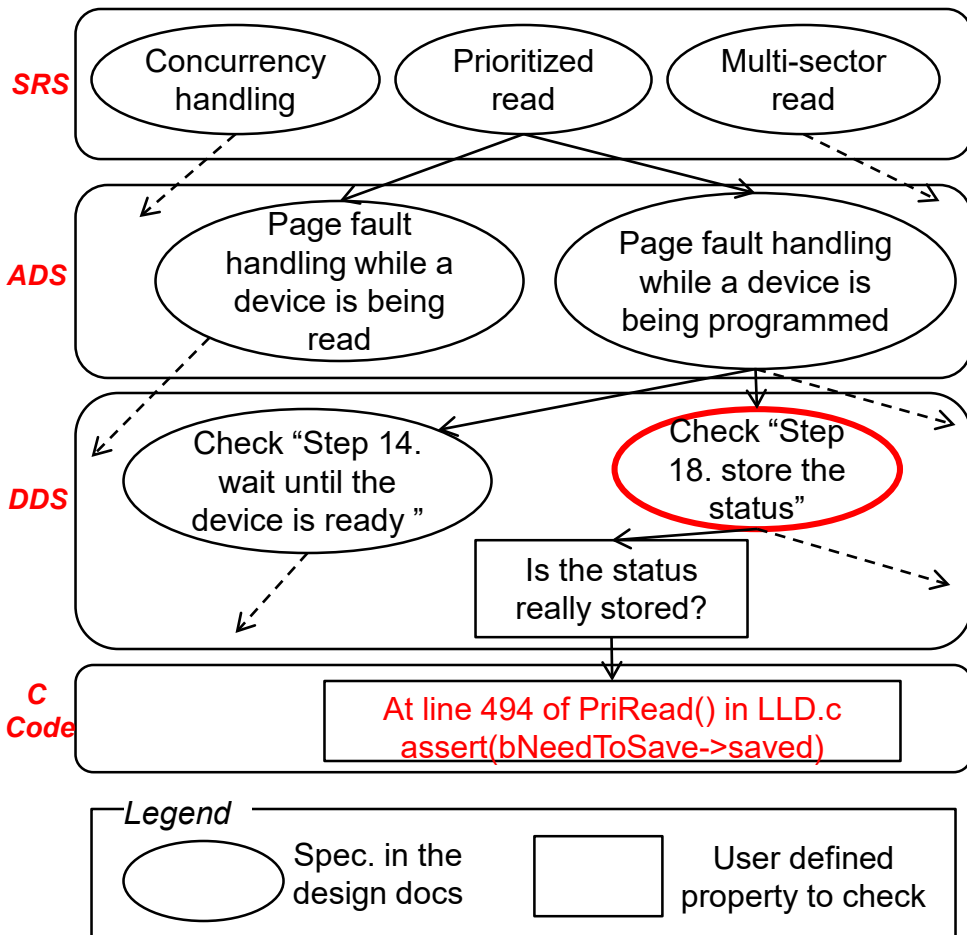 SRS
Concurrency
handling
Prioritized
read
Multi-sector
read
ADS
Page fault
handling while a
device is being
read
Page fault handling
while a device is
being programmed
DDS
Check “Step 14.
wait until the
device is ready ”
Check “Step
18. store the
status”
Is the status
really stored?
C
Code
At line 494 of PriRead() in LLD.c
assert(bNeedToSave->saved)
Legend
Spec. in the
design docs
User defined
property to check